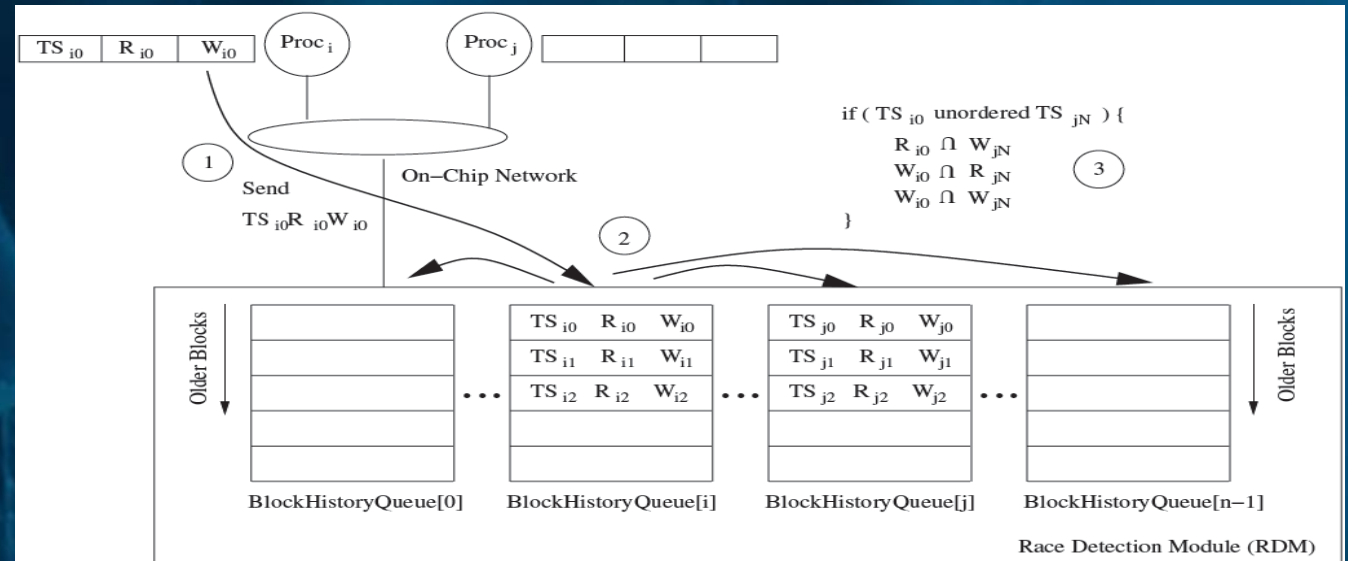 TS i0 R i0 W i0 Proc i Proc j
if ( TS i0 unordered TS jN ) {
R i0 ∩ W jN
W i0 ∩ R jN
W i0 ∩ W jN
}
3
1
Send
TS i0 R i0 W i0
On−Chip Network
2
Older Blocks
TS i0 R i0 W i0
TS i1 R i1 W i1
TS i2 R i2 W i2
TS j0 R j0 W j0
TS j1 R j1 W j1
TS j2 R j2 W j2
Older Blocks
... ... ...
BlockHistoryQueue[0] BlockHistoryQueue[i] BlockHistoryQueue[j] BlockHistoryQueue[n−1]
Race Detection Module (RDM)